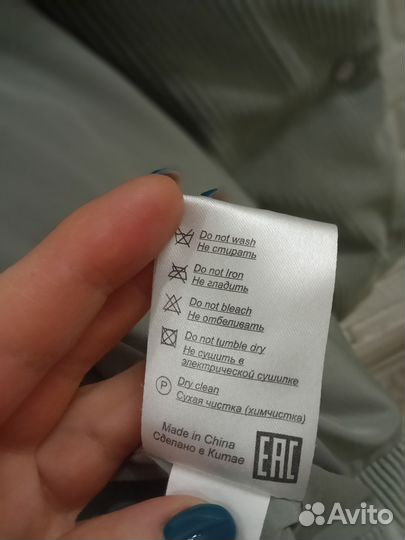 Do not wash
Не стирать
Do not Iron
Не гладить
Do not bleach
Не отбеливать
Do not tumble dry
Не сушить в
электрической сушилке
P
Dry clean
Сухая чистка (химчистка)
Made in China
Сделано в Китае
EAC
Avito